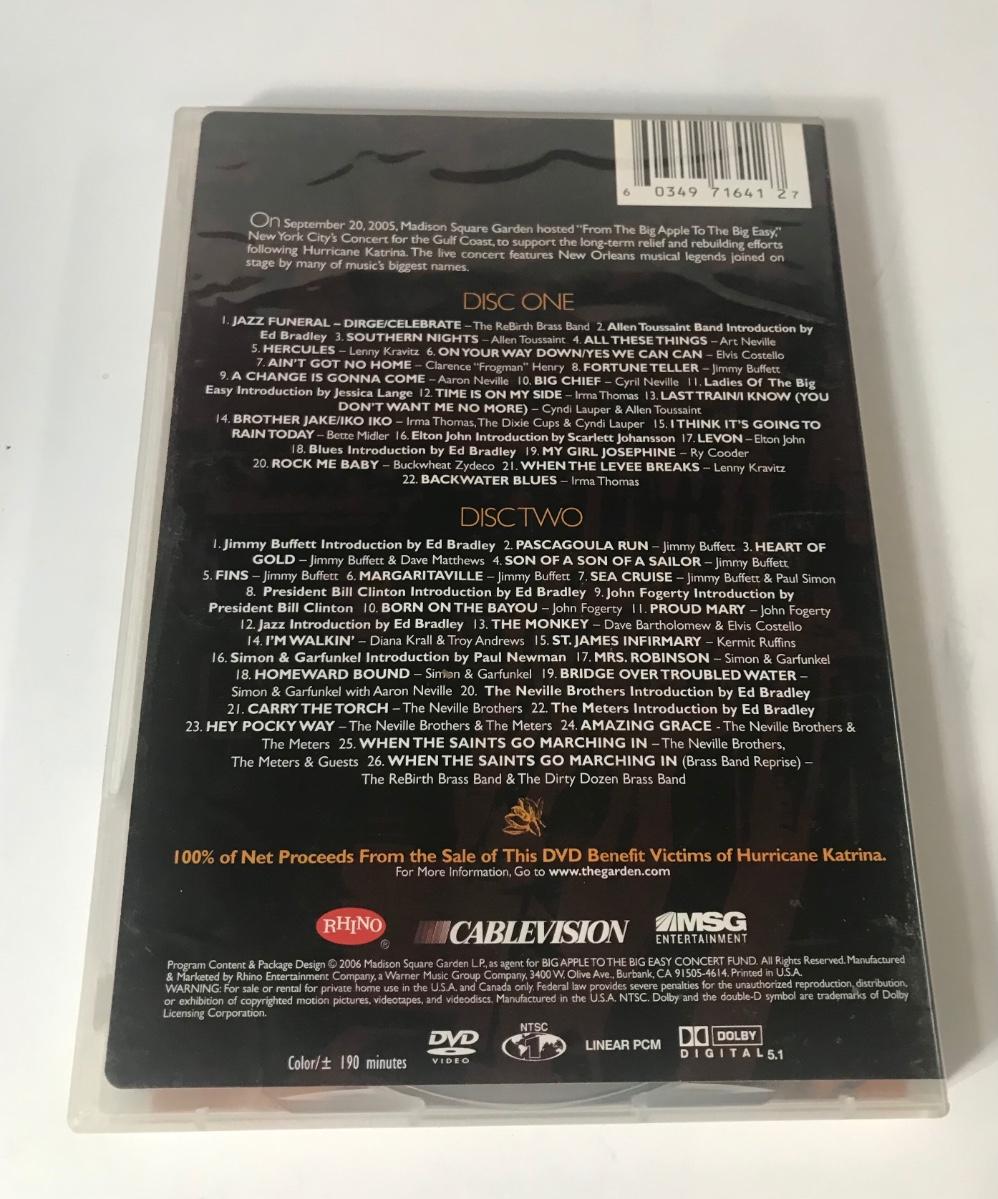 6 0349 71641 2 7
On September 20, 2005, Madison Square Garden hosted "From The Big Apple To The Big Easy,"
New York City's Concert for the Gulf Coast, to support the long-term relief and rebuilding efforts
following Hurricane Katrina. The live concert features New Orleans musical legends joined on
stage by many of music's biggest names.
DISC ONE
1. JAZZ FUNERAL – DIRGE/CELEBRATE – The ReBirth Brass Band 2. Allen Toussaint Band Introduction by
Ed Bradley 3. SOUTHERN NIGHTS – Allen Toussaint 4. ALL THESE THINGS – Art Neville
5. HERCULES – Lenny Kravitz 6. ON YOUR WAY DOWN/YES WE CAN CAN – Elvis Costello
7. AIN'T GOT NO HOME – Clarence "Frogman" Henry 8. FORTUNE TELLER – Jimmy Buffett
9. A CHANGE IS GONNA COME – Aaron Neville 10. BIG CHIEF – Cyril Neville 11. Ladies Of The Big
Easy Introduction by Jessica Lange 12. TIME IS ON MY SIDE – Irma Thomas 13. LAST TRAIN/I KNOW (YOU
DON'T WANT ME NO MORE) – Cyndi Lauper & Allen Toussaint
14. BROTHER JAKE/IKO IKO – Irma Thomas, The Dixie Cups & Cyndi Lauper 15. I THINK IT'S GOING TO
RAIN TODAY – Bette Midler 16. Elton John Introduction by Scarlett Johansson 17. LEVON – Elton John
18. Blues Introduction by Ed Bradley 19. MY GIRL JOSEPHINE – Ry Cooder
20. ROCK ME BABY – Buckwheat Zydeco 21. WHEN THE LEVEE BREAKS – Lenny Kravitz
22. BACKWATER BLUES – Irma Thomas
DISC TWO
1. Jimmy Buffett Introduction by Ed Bradley 2. PASCAGOULA RUN – Jimmy Buffett 3. HEART OF
GOLD – Jimmy Buffett & Dave Matthews 4. SON OF A SON OF A SAILOR – Jimmy Buffett
5. FINS – Jimmy Buffett 6. MARGARITAVILLE – Jimmy Buffett 7. SEA CRUISE – Jimmy Buffett & Paul Simon
8. President Bill Clinton Introduction by Ed Bradley 9. John Fogerty Introduction by
President Bill Clinton 10. BORN ON THE BAYOU – John Fogerty 11. PROUD MARY – John Fogerty
12. Jazz Introduction by Ed Bradley 13. THE MONKEY – Dave Bartholomew & Elvis Costello
14. I'M WALKIN' – Diana Krall & Troy Andrews 15. ST. JAMES INFIRMARY – Kermit Ruffins
16. Simon & Garfunkel Introduction by Paul Newman 17. MRS. ROBINSON – Simon & Garfunkel
18. HOMEWARD BOUND – Simon & Garfunkel 19. BRIDGE OVER TROUBLED WATER –
Simon & Garfunkel with Aaron Neville 20. The Neville Brothers Introduction by Ed Bradley
21. CARRY THE TORCH – The Neville Brothers 22. The Meters Introduction by Ed Bradley
23. HEY POCKY WAY – The Neville Brothers & The Meters 24. AMAZING GRACE - The Neville Brothers &
The Meters 25. WHEN THE SAINTS GO MARCHING IN – The Neville Brothers,
The Meters & Guests 26. WHEN THE SAINTS GO MARCHING IN (Brass Band Reprise) –
The ReBirth Brass Band & The Dirty Dozen Brass Band
100% of Net Proceeds From the Sale of This DVD Benefit Victims of Hurricane Katrina.
For More Information, Go to www.thegarden.com
RHINO ® CABLEVISION MSG
ENTERTAINMENT
Program Content & Package Design © 2006 Madison Square Garden L.P., as agent for BIG APPLE TO THE BIG EASY CONCERT FUND. All Rights Reserved. Manufactured
& Marketed by Rhino Entertainment Company, a Warner Music Group Company, 3400 W. Olive Ave., Burbank, CA 91505-4614. Printed in U.S.A.
WARNING: For sale or rental for private home use in the U.S.A. and Canada only. Federal law provides severe penalties for the unauthorized reproduction, distribution,
or exhibition of copyrighted motion pictures, videotapes, and videodiscs. Manufactured in the U.S.A. NTSC. Dolby and the double-D symbol are trademarks of Dolby
Licensing Corporation.
Color/± 190 minutes
DVD
VIDEO
NTSC
LINEAR PCM
DOLBY
DIGITAL 5.1